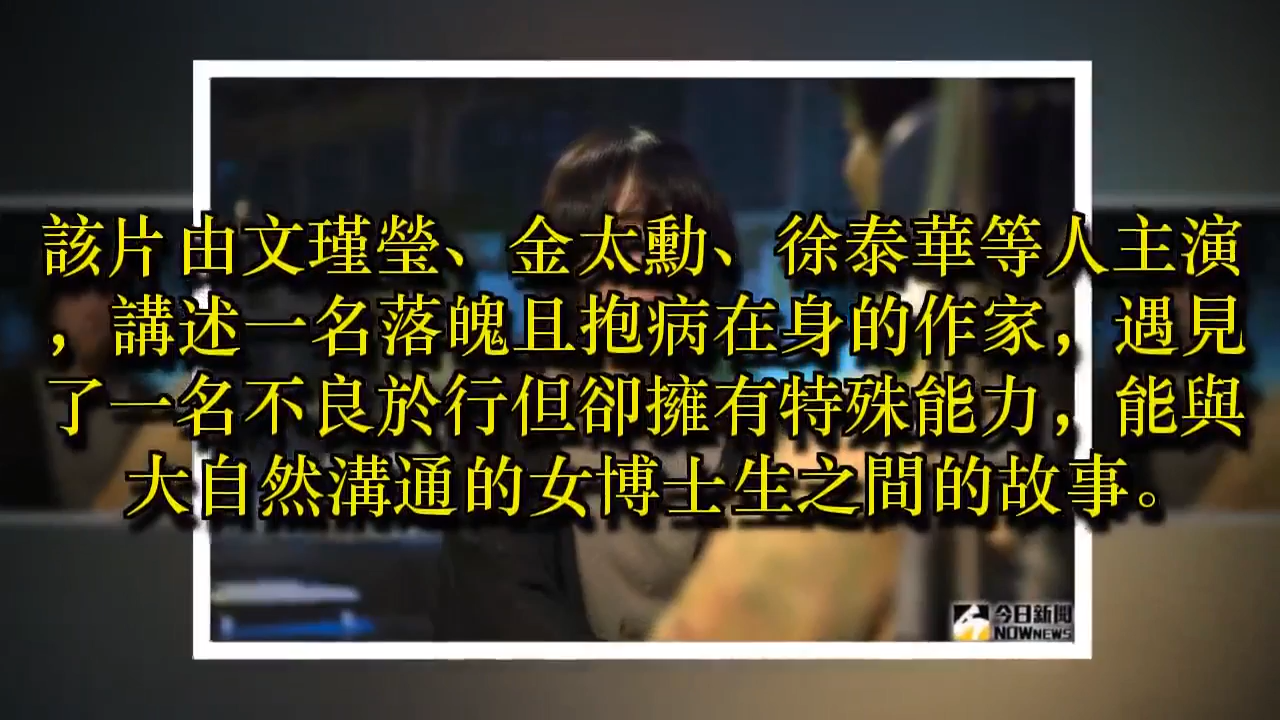 該片由文瑾瑩、金太勳、徐泰華等人主演
，講述一名落魄且抱病在身的作家，遇見
了一名不良於行但卻擁有特殊能力，能與
大自然溝通的女博士生之間的故事。
今日新聞
NOWNEWS